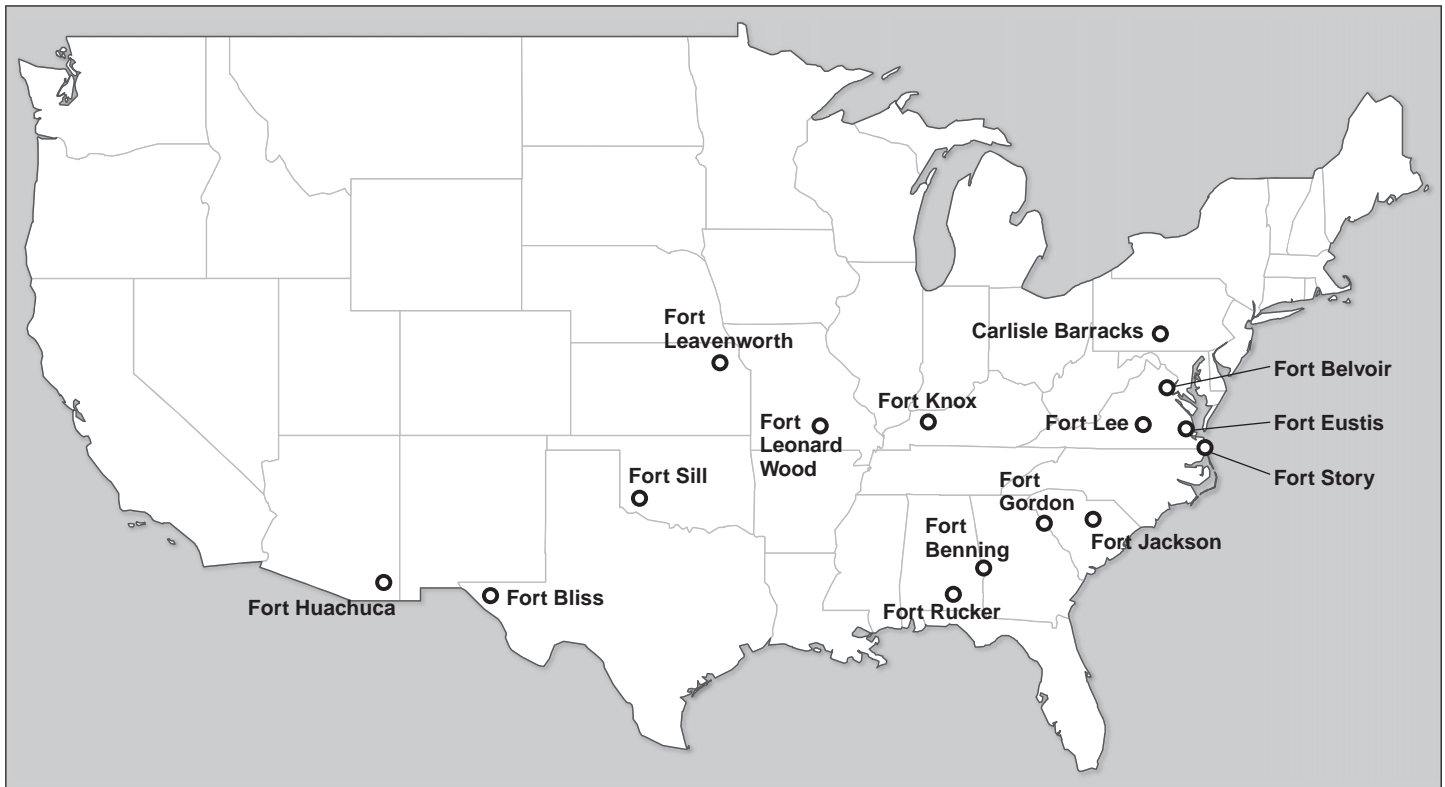 Fort
Leavenworth
Carlisle Barracks
Fort Belvoir
Fort Knox
Fort
Leonard
Wood
Fort Lee
Fort Eustis
Fort Sill
Fort Story
Fort
Gordon
Fort
Benning
Fort Jackson
Fort Huachuca
Fort Bliss
Fort Rucker